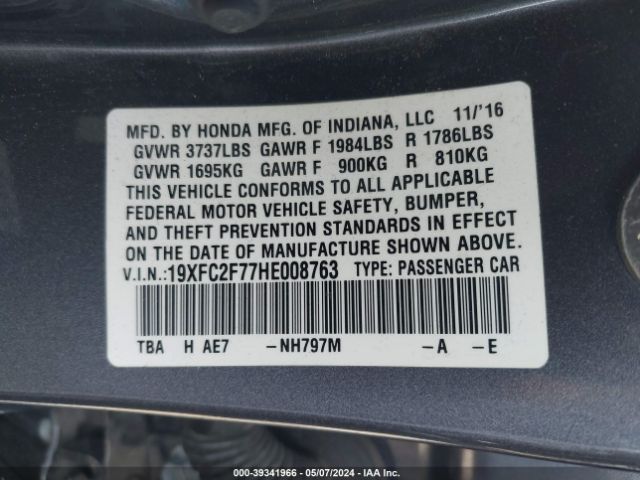 MFD. BY HONDA MFG. OF INDIANA, LLC 11/'16
GVWR 3737LBS GAWR F 1984LBS R 1786LBS
GVWR 1695KG GAWR F 900KG R 810KG
THIS VEHICLE CONFORMS TO ALL APPLICABLE
FEDERAL MOTOR VEHICLE SAFETY, BUMPER,
AND THEFT PREVENTION STANDARDS IN EFFECT
ON THE DATE OF MANUFACTURE SHOWN ABOVE.
V.I.N.:19XFC2F77HE008763 TYPE: PASSENGER CAR
TBA H AE7 -NH797M -A -E
000-39341966 - 05/07/2024 - IAA Inc.